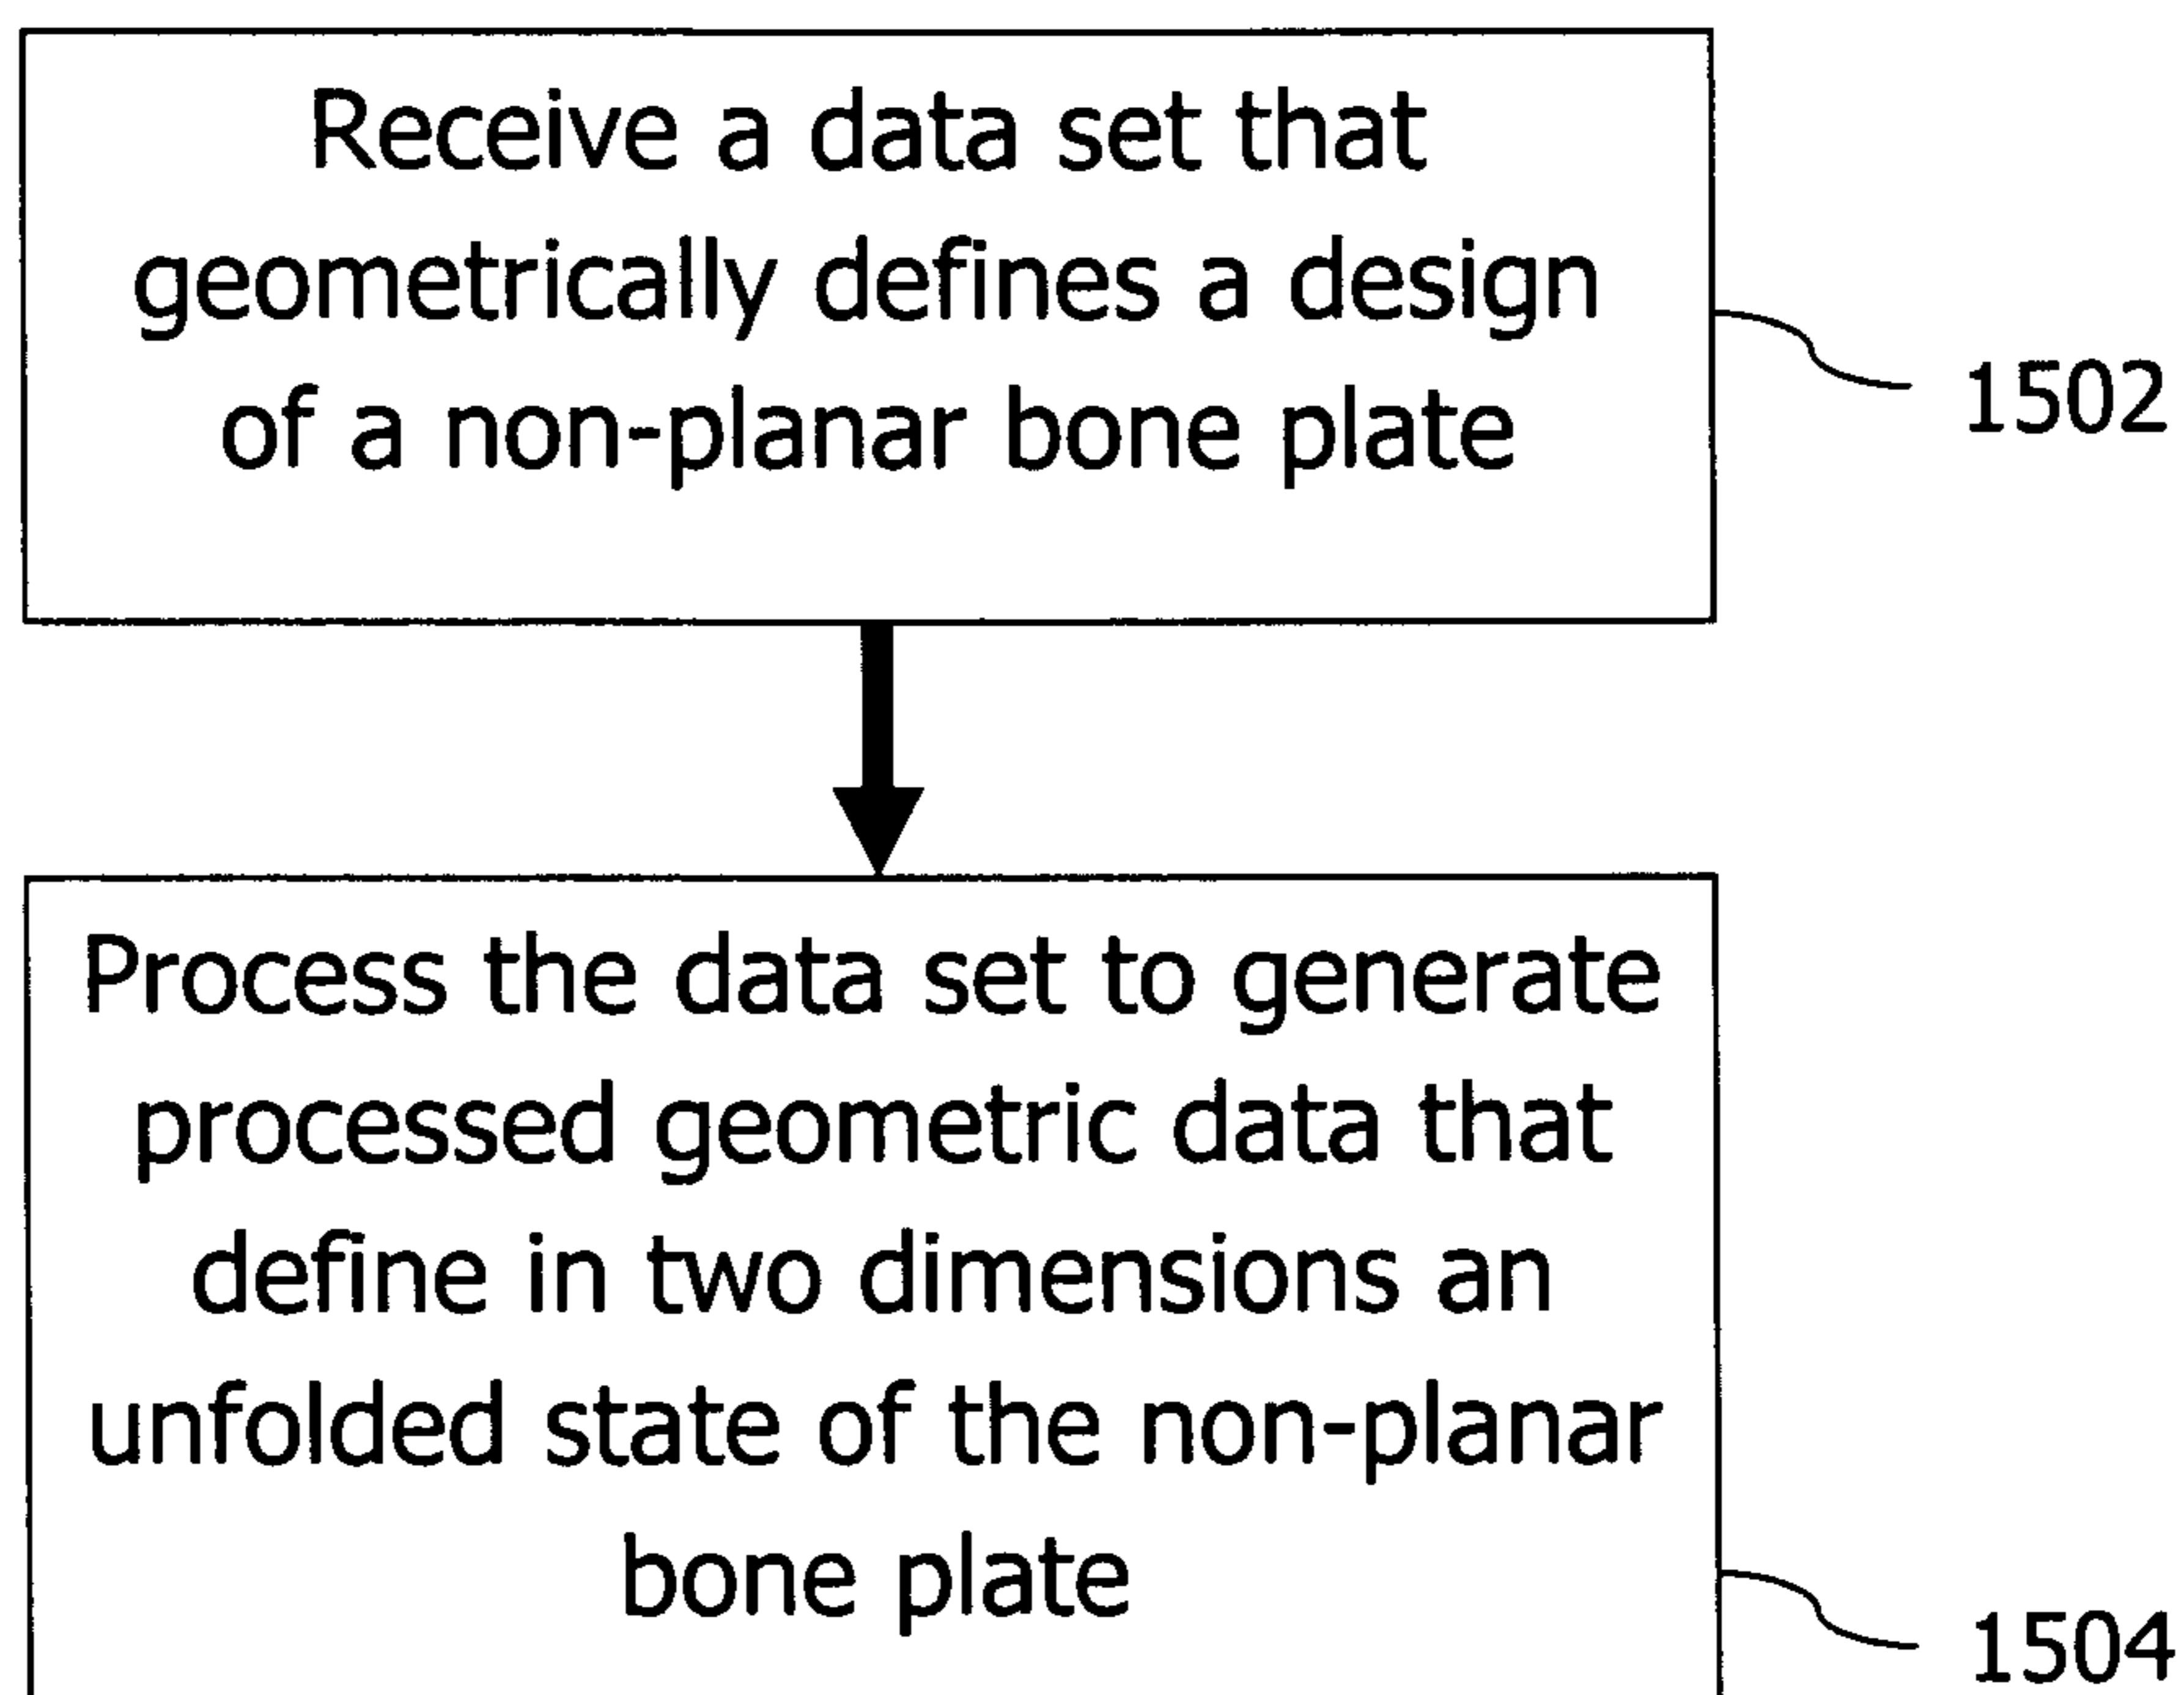 Receive a data set that
geometrically defines a design
of a non-planar bone plate
1502
Process the data set to generate
processed geometric data that
define in two dimensions an
unfolded state of the non-planar
bone plate
1504